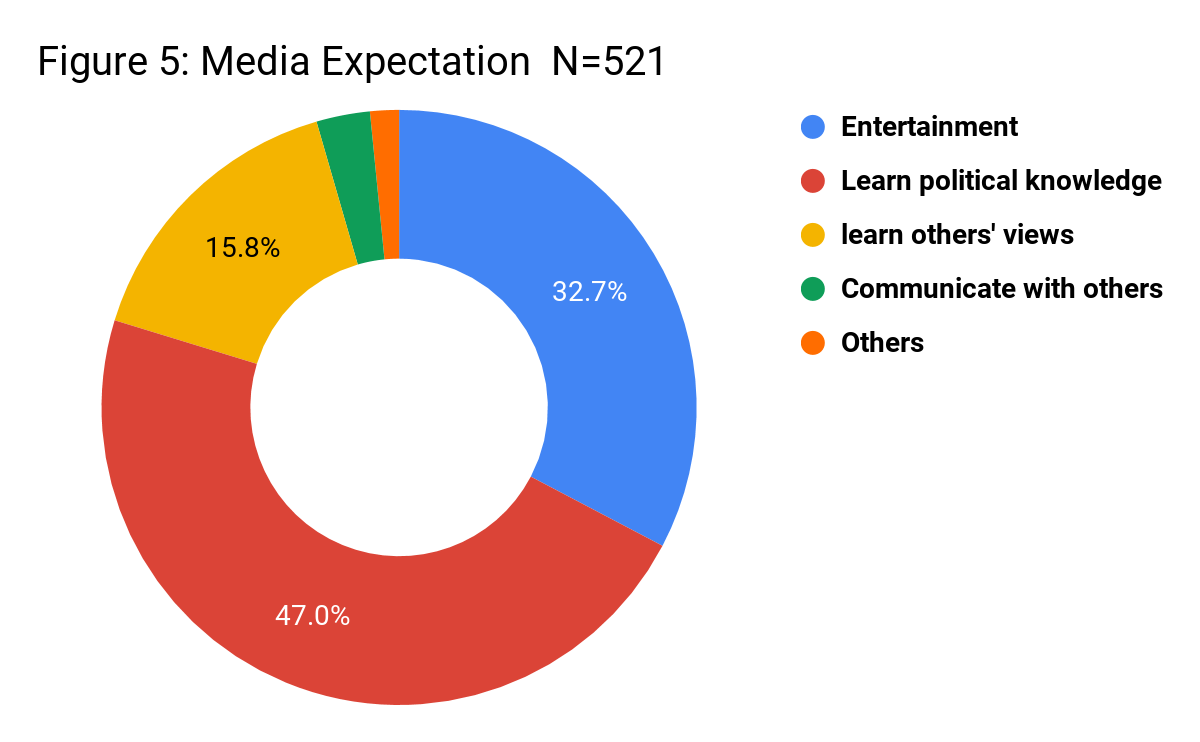 Figure 5: Media Expectation  N=521
Entertainment
Learn political knowledge
learn others' views
Communicate with others
Others
15.8%
32.7%
47.0%